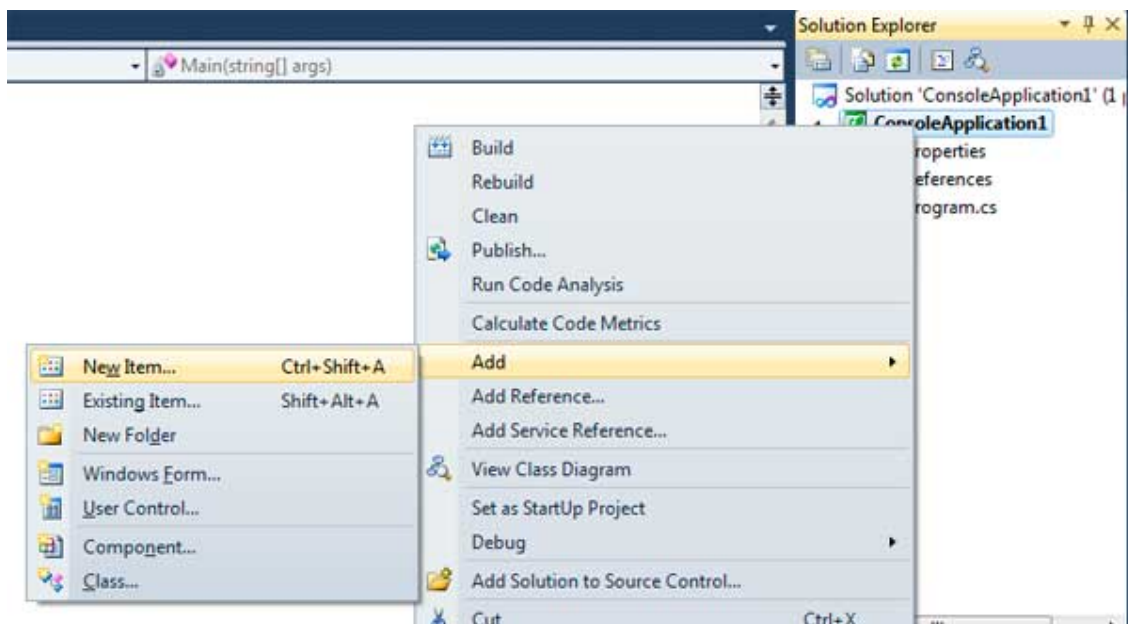 Solution Explorer
Main(string[] args)
Solution 'ConsoleApplication1' (1
ConsoleApplication1
roperties
eferences
rogram.cs
Build
Rebuild
Clean
Publish...
Run Code Analysis
Calculate Code Metrics
Add
Add Reference...
Add Service Reference...
View Class Diagram
Set as StartUp Project
Debug
Add Solution to Source Control...
Cut Ctrl+X
New Item... Ctrl+Shift+A
Existing Item... Shift+Alt+A
New Folder
Windows Form...
User Control...
Component...
Class...